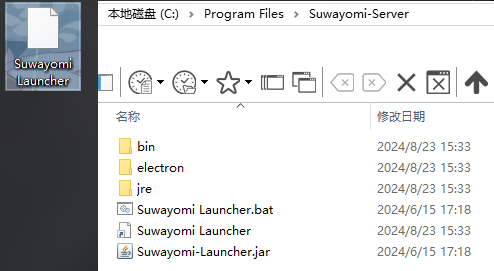 Suwayomi
Launcher
本地磁盘 (C:) › Program Files › Suwayomi-Server
名称 修改日期
bin 2024/8/23 15:33
electron 2024/8/23 15:33
jre 2024/8/23 15:33
Suwayomi Launcher.bat 2024/6/15 17:18
Suwayomi Launcher 2024/8/23 15:33
Suwayomi-Launcher.jar 2024/6/15 17:18